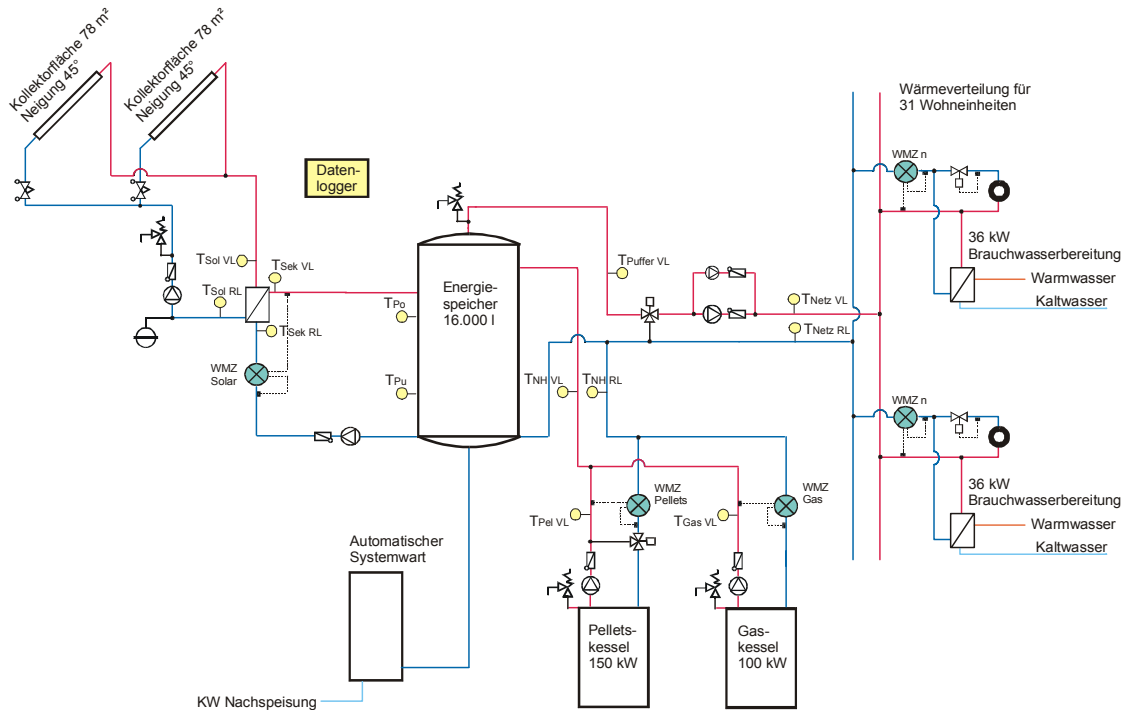 Kollektorfläche 78 m²
Neigung 45°
Kollektorfläche 78 m²
Neigung 45°
Daten-
logger
Wärmeverteilung für
31 Wohneinheiten
WMZ n
36 kW
Brauchwasserbereitung
Warmwasser
Kaltwasser
TSol VL
TSek VL
TSol RL
TSek RL
WMZ
Solar
TPo
TPu
Energie-
speicher
16.000 l
TPuffer VL
TNetz VL
TNetz RL
TNH VL
TNH RL
WMZ n
36 kW
Brauchwasserbereitung
Warmwasser
Kaltwasser
WMZ
Pellets
WMZ
Gas
TPel VL
TGas VL
Automatischer
Systemwart
Pellets-
kessel
150 kW
Gas-
kessel
100 kW
KW Nachspeisung